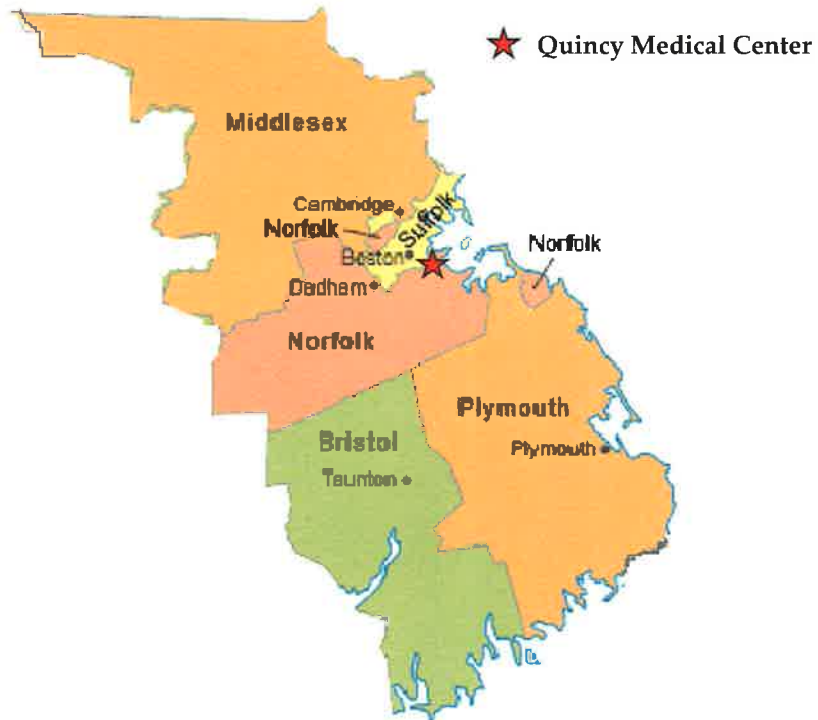 Quincy Medical Center
Middlesex
Cambridge
Suffolk
Norfolk
Norfolk
Boston
Dedham
Norfolk
Plymouth
Bristol
Plymouth
Taunton